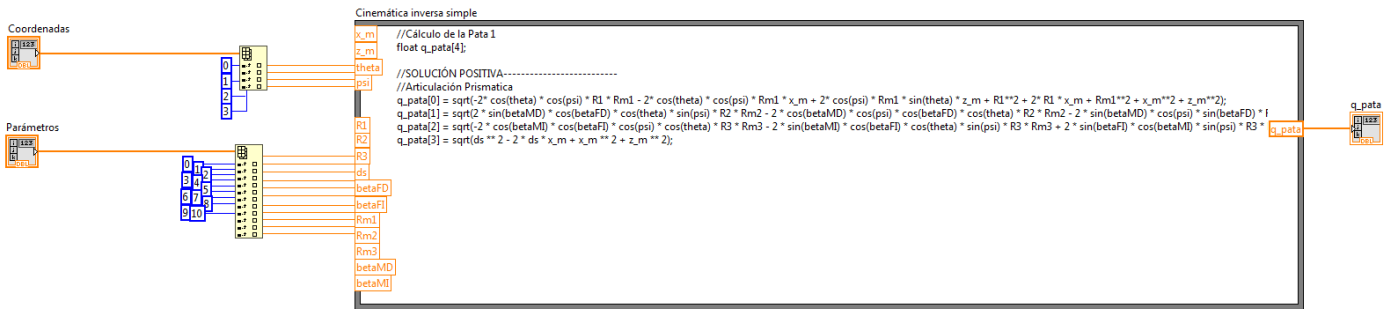 Cinemática inversa simple
Coordenadas
123
DBL
0
1
2
3
Parámetros
123
DBL
0
1
2
3
4
5
6
7
8
9
10
x_m
z_m
theta
psi
R1
R2
R3
ds
betaFD
betaFI
Rm1
Rm2
Rm3
betaMD
betaMI
//Cálculo de la Pata 1
float q_pata[4];
//SOLUCIÓN POSITIVA--------------------------
//Articulación Prismatica
q_pata[0] = sqrt(-2* cos(theta) * cos(psi) * R1 * Rm1 - 2* cos(theta) * cos(psi) * Rm1 * x_m + 2* cos(psi) * Rm1 * sin(theta) * z_m + R1**2 + 2* R1 * x_m + Rm1**2 + x_m**2 + z_m**2);
q_pata[1] = sqrt(2 * sin(betaMD) * cos(betaFD) * cos(theta) * sin(psi) * R2 * Rm2 - 2 * cos(betaMD) * cos(psi) * cos(betaFD) * cos(theta) * R2 * Rm2 - 2 * sin(betaMD) * cos(psi) * sin(betaFD) *
q_pata[2] = sqrt(-2 * cos(betaMI) * cos(betaFI) * cos(psi) * cos(theta) * R3 * Rm3 - 2 * sin(betaMI) * cos(betaFI) * cos(theta) * sin(psi) * R3 * Rm3 + 2 * sin(betaFI) * cos(betaMI) * sin(psi) * R3 *
q_pata[3] = sqrt(ds ** 2 - 2 * ds * x_m + x_m ** 2 + z_m ** 2);
q_pata
q_pata
123
DBL